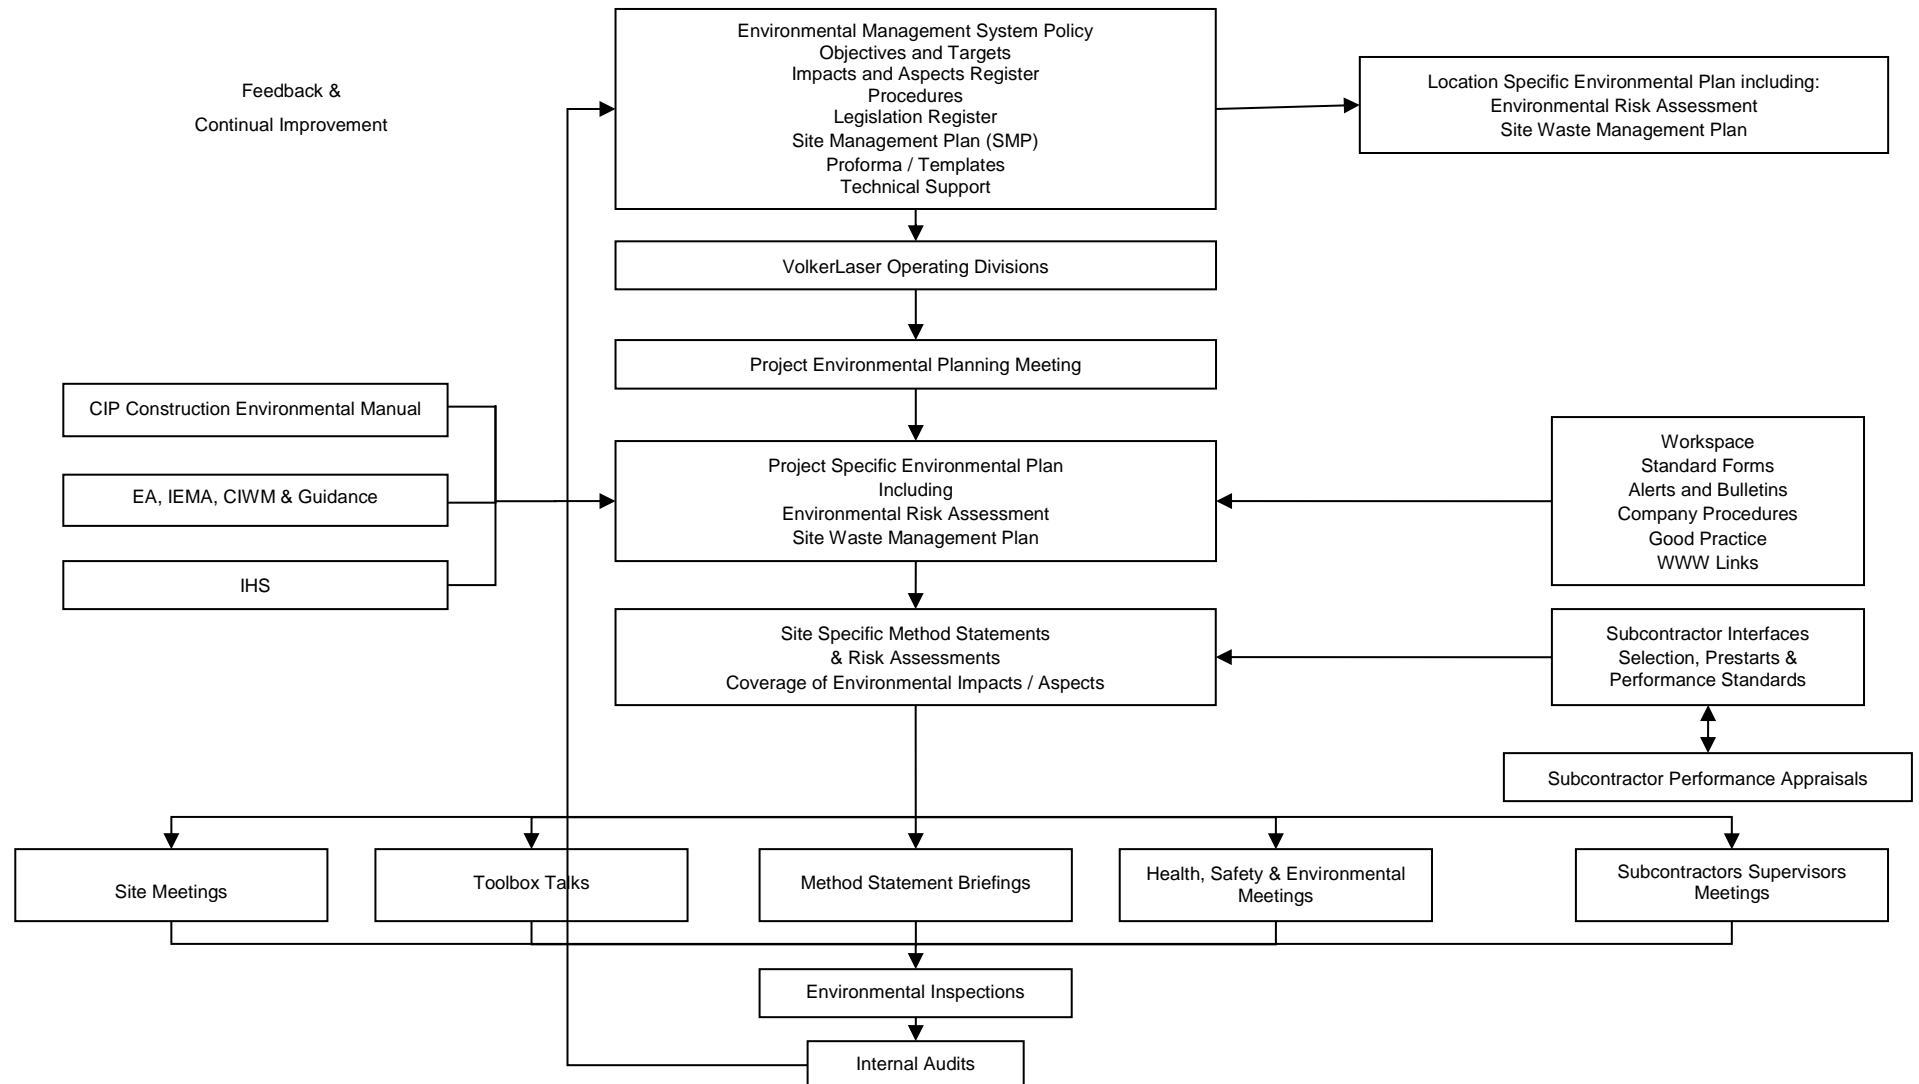 Environmental Management System Policy
Objectives and Targets
Impacts and Aspects Register
Procedures
Legislation Register
Site Management Plan (SMP)
Proforma / Templates
Technical Support
Feedback &
Continual Improvement
Location Specific Environmental Plan including:
Environmental Risk Assessment
Site Waste Management Plan
VolkerLaser Operating Divisions
Project Environmental Planning Meeting
CIP Construction Environmental Manual
EA, IEMA, CIWM & Guidance
IHS
Project Specific Environmental Plan
Including
Environmental Risk Assessment
Site Waste Management Plan
Workspace
Standard Forms
Alerts and Bulletins
Company Procedures
Good Practice
WWW Links
Site Specific Method Statements
& Risk Assessments
Coverage of Environmental Impacts / Aspects
Subcontractor Interfaces
Selection, Prestarts &
Performance Standards
Subcontractor Performance Appraisals
Site Meetings
Toolbox Talks
Method Statement Briefings
Health, Safety & Environmental
Meetings
Subcontractors Supervisors
Meetings
Environmental Inspections
Internal Audits